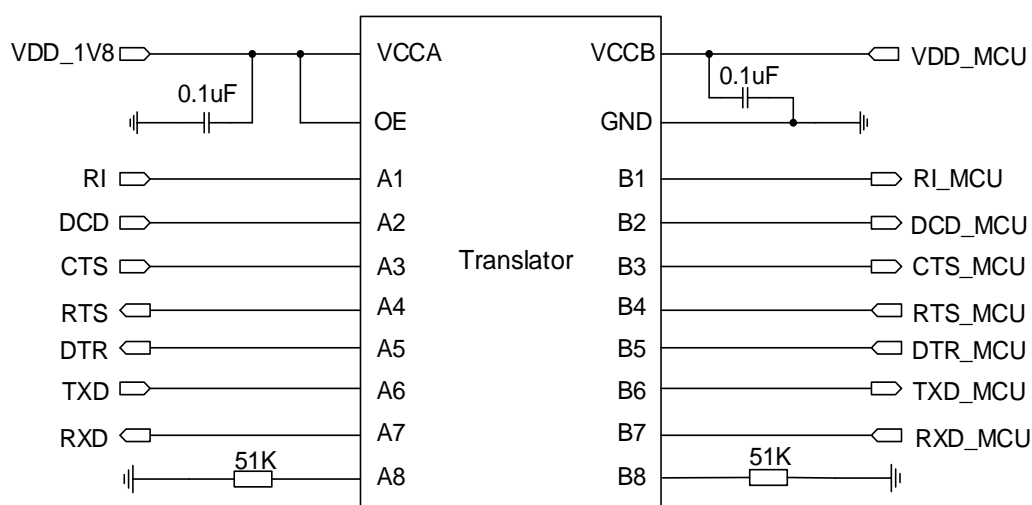 VDD_1V8 VCCA VCCB VDD_MCU
0.1uF 0.1uF
OE GND
RI A1 B1 RI_MCU
DCD A2 B2 DCD_MCU
CTS A3 Translator B3 CTS_MCU
RTS A4 B4 RTS_MCU
DTR A5 B5 DTR_MCU
TXD A6 B6 TXD_MCU
RXD A7 B7 RXD_MCU
51K A8 B8 51K